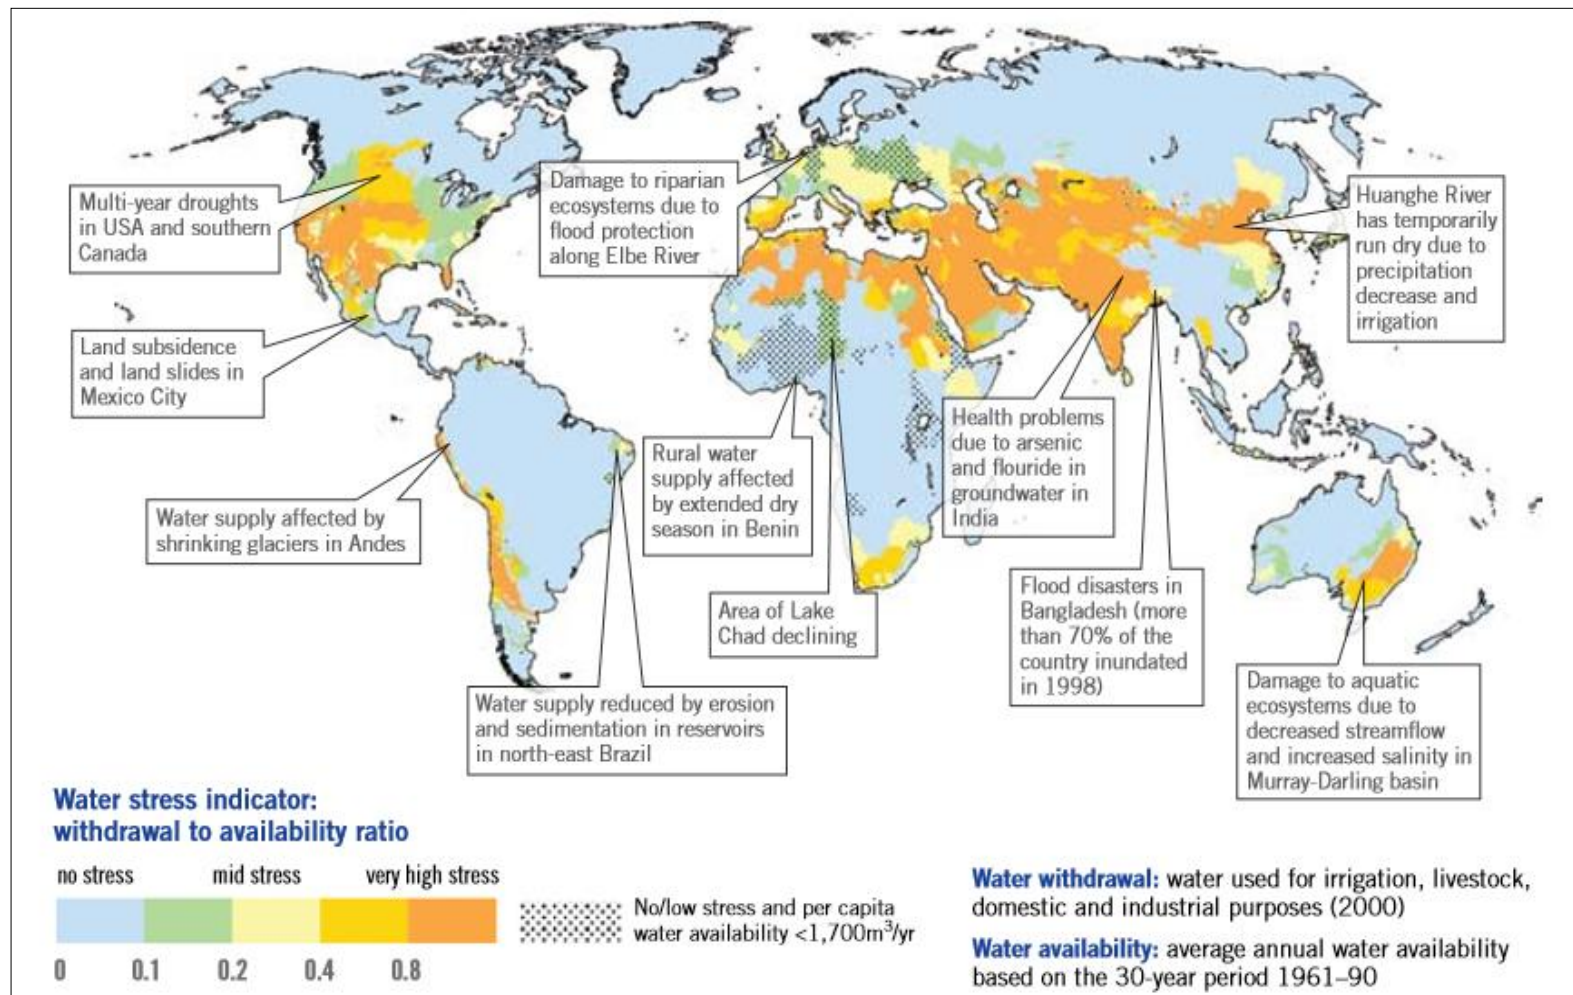 Multi-year droughts
in USA and southern
Canada
Damage to riparian
ecosystems due to
flood protection
along Elbe River
Huanghe River
has temporarily
run dry due to
precipitation
decrease and
irrigation
Land subsidence
and land slides in
Mexico City
Water supply affected by
shrinking glaciers in Andes
Rural water
supply affected
by extended dry
season in Benin
Health problems
due to arsenic
and flouride in
groundwater in
India
Area of Lake
Chad declining
Flood disasters in
Bangladesh (more
than 70% of the
country inundated
in 1998)
Water supply reduced by erosion
and sedimentation in reservoirs
in north-east Brazil
Damage to aquatic
ecosystems due to
decreased streamflow
and increased salinity in
Murray-Darling basin
Water stress indicator:
withdrawal to availability ratio
no stress mid stress very high stress
0 0.1 0.2 0.4 0.8
No/low stress and per capita
water availability <1,700m³/yr
Water withdrawal: water used for irrigation, livestock,
domestic and industrial purposes (2000)
Water availability: average annual water availability
based on the 30-year period 1961–90